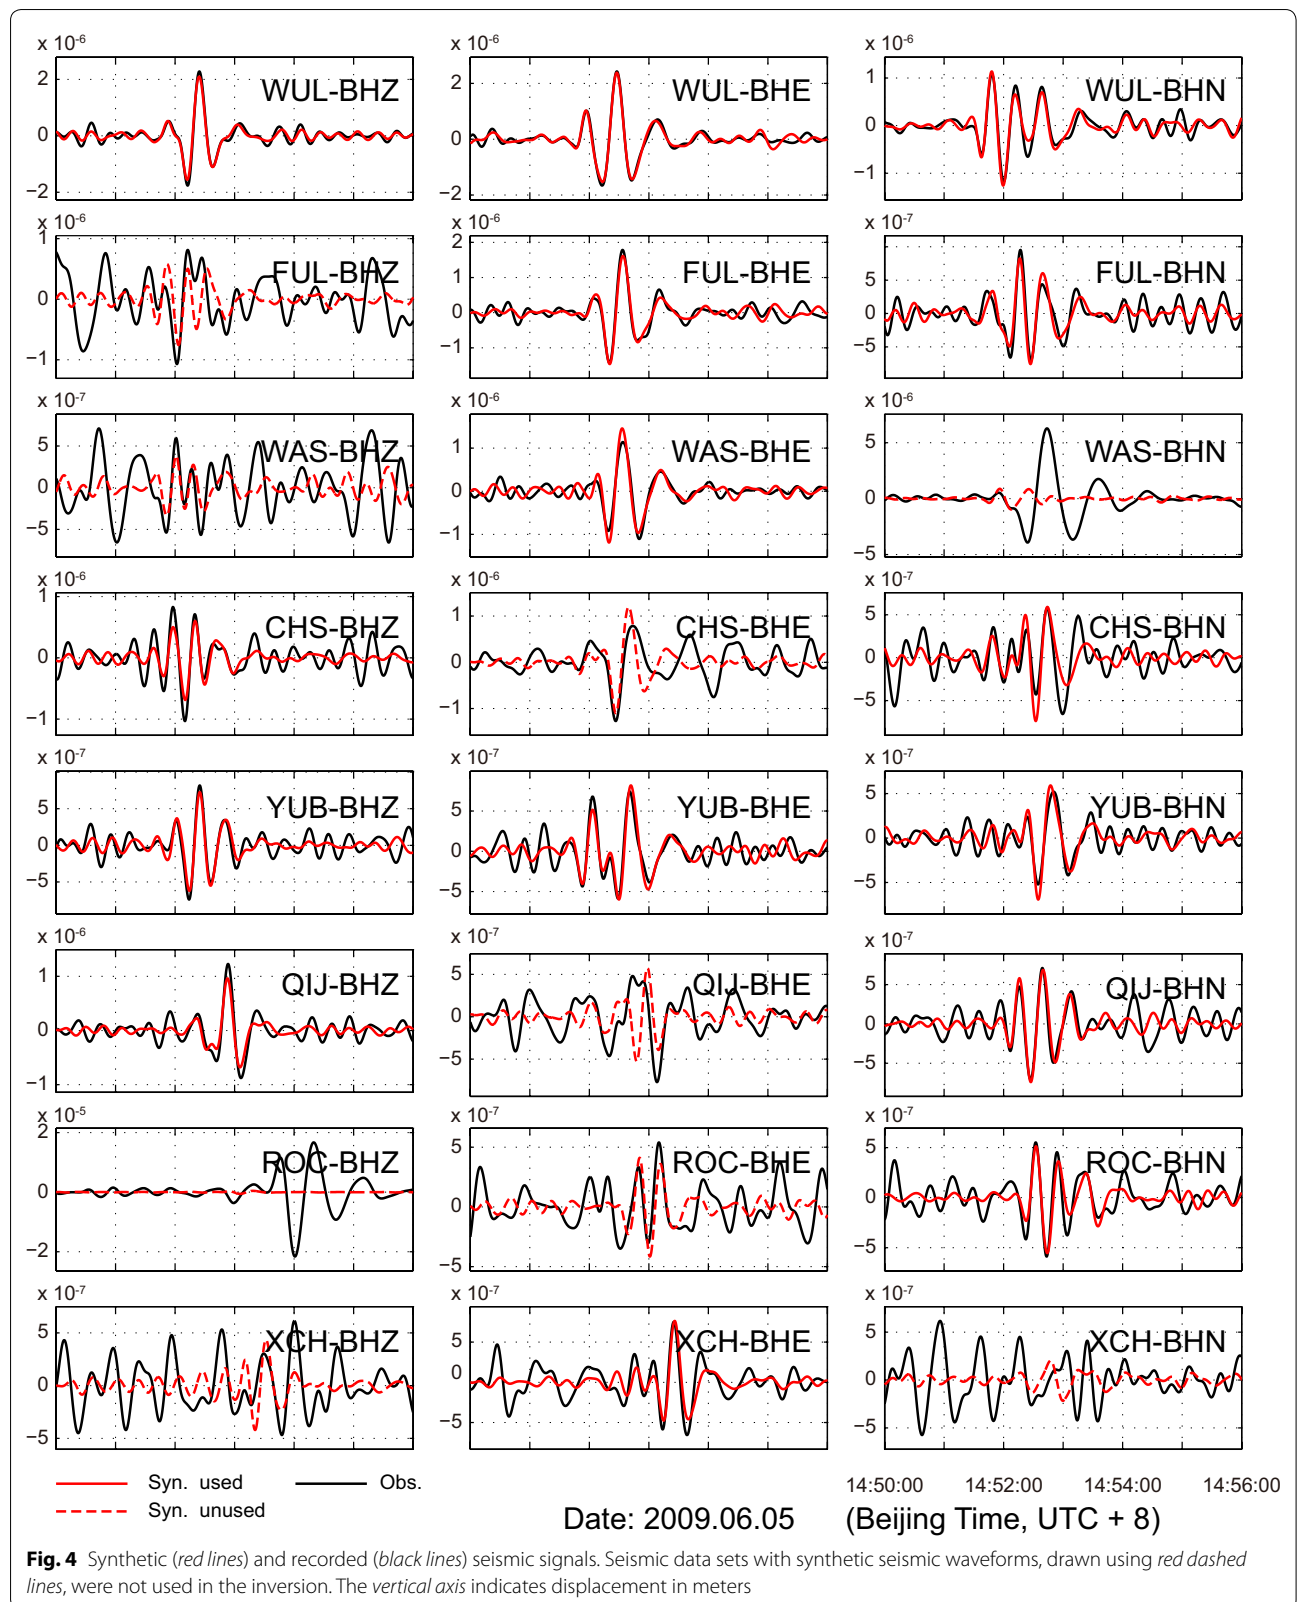 x 10-6 x 10-6 x 10-6
WUL-BHZ WUL-BHE WUL-BHN
2 2 1
0 0 0
−2 −2 −1
x 10-6 x 10-6 x 10-7
FUL-BHZ FUL-BHE FUL-BHN
1 2 5
0 1 0
−1 0 −5
−1
x 10-7 x 10-6 x 10-6
WAS-BHZ WAS-BHE WAS-BHN
5 1 5
0 0 0
−5 −1 −5
x 10-6 x 10-6 x 10-7
CHS-BHZ CHS-BHE CHS-BHN
1 1 5
0 0 0
−1 −1 −5
x 10-7 x 10-7 x 10-7
YUB-BHZ YUB-BHE YUB-BHN
5 5 5
0 0 0
−5 −5 −5
x 10-6 x 10-7 x 10-7
QIJ-BHZ QIJ-BHE QIJ-BHN
1 5 5
0 0 0
−1 −5 −5
x 10-5 x 10-7 x 10-7
ROC-BHZ ROC-BHE ROC-BHN
2 5 5
0 0 0
−2 −5 −5
x 10-7 x 10-7 x 10-7
XCH-BHZ XCH-BHE XCH-BHN
5 5 5
0 0 0
−5 −5 −5
Syn. used Obs. 14:50:00 14:52:00 14:54:00 14:56:00
Syn. unused
Date: 2009.06.05 (Beijing Time, UTC + 8)
Fig. 4 Synthetic (red lines) and recorded (black lines) seismic signals. Seismic data sets with synthetic seismic waveforms, drawn using red dashed
lines, were not used in the inversion. The vertical axis indicates displacement in meters